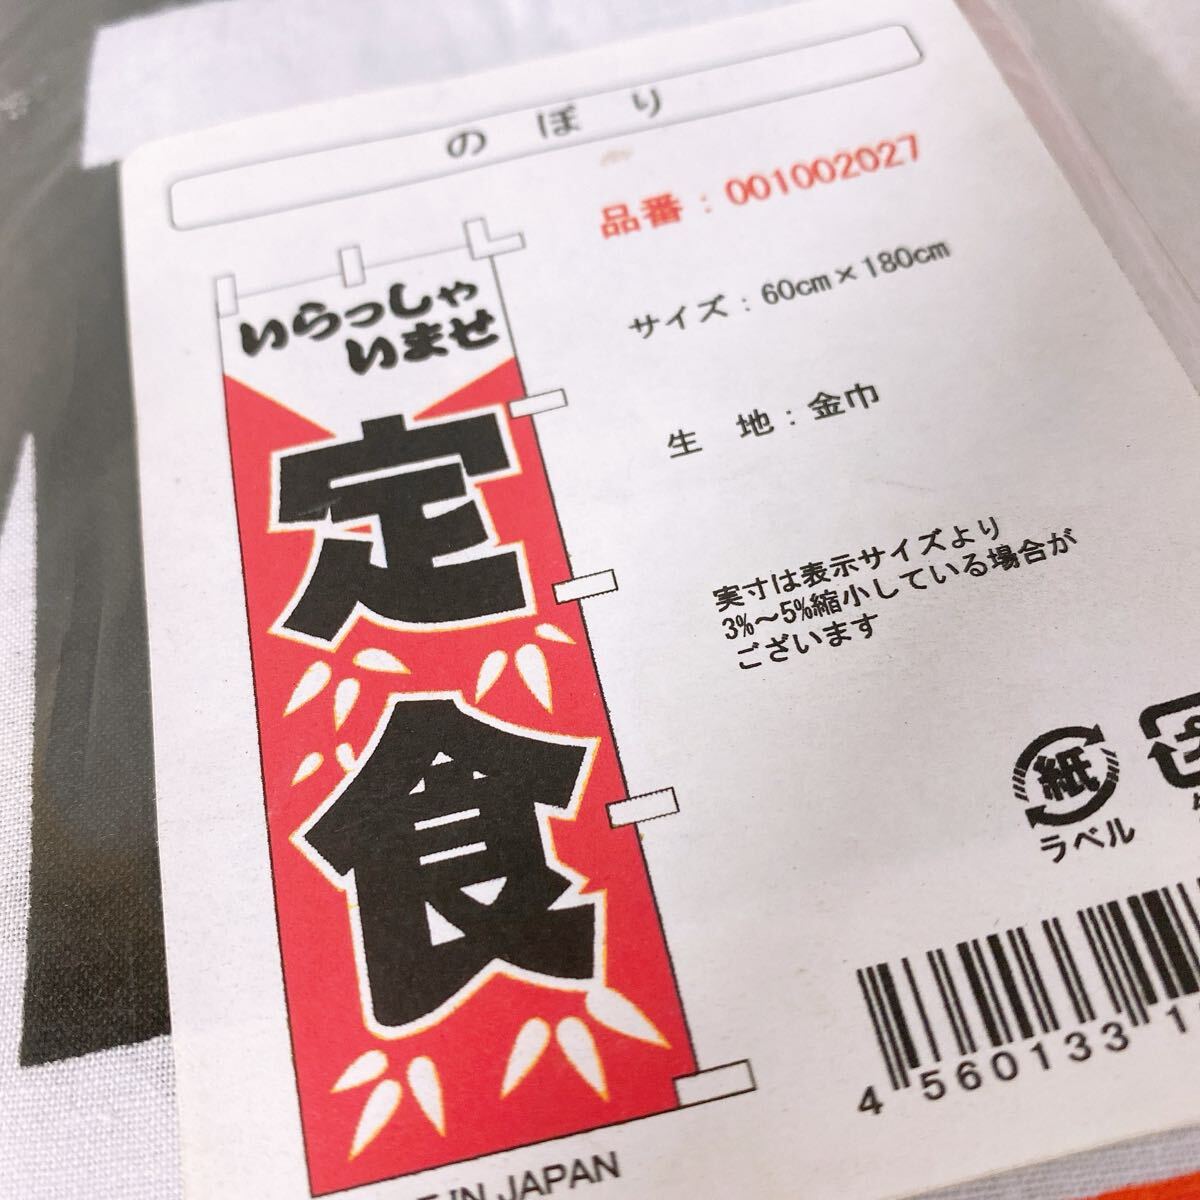 のぼり
品番：001002027
サイズ：60cm×180cm
生　地：金巾
いらっしゃ
いませ
定食
実寸は表示サイズより
3%～5%縮小している場合が
ございます
紙
ラベル
4 560133 1
IN JAPAN